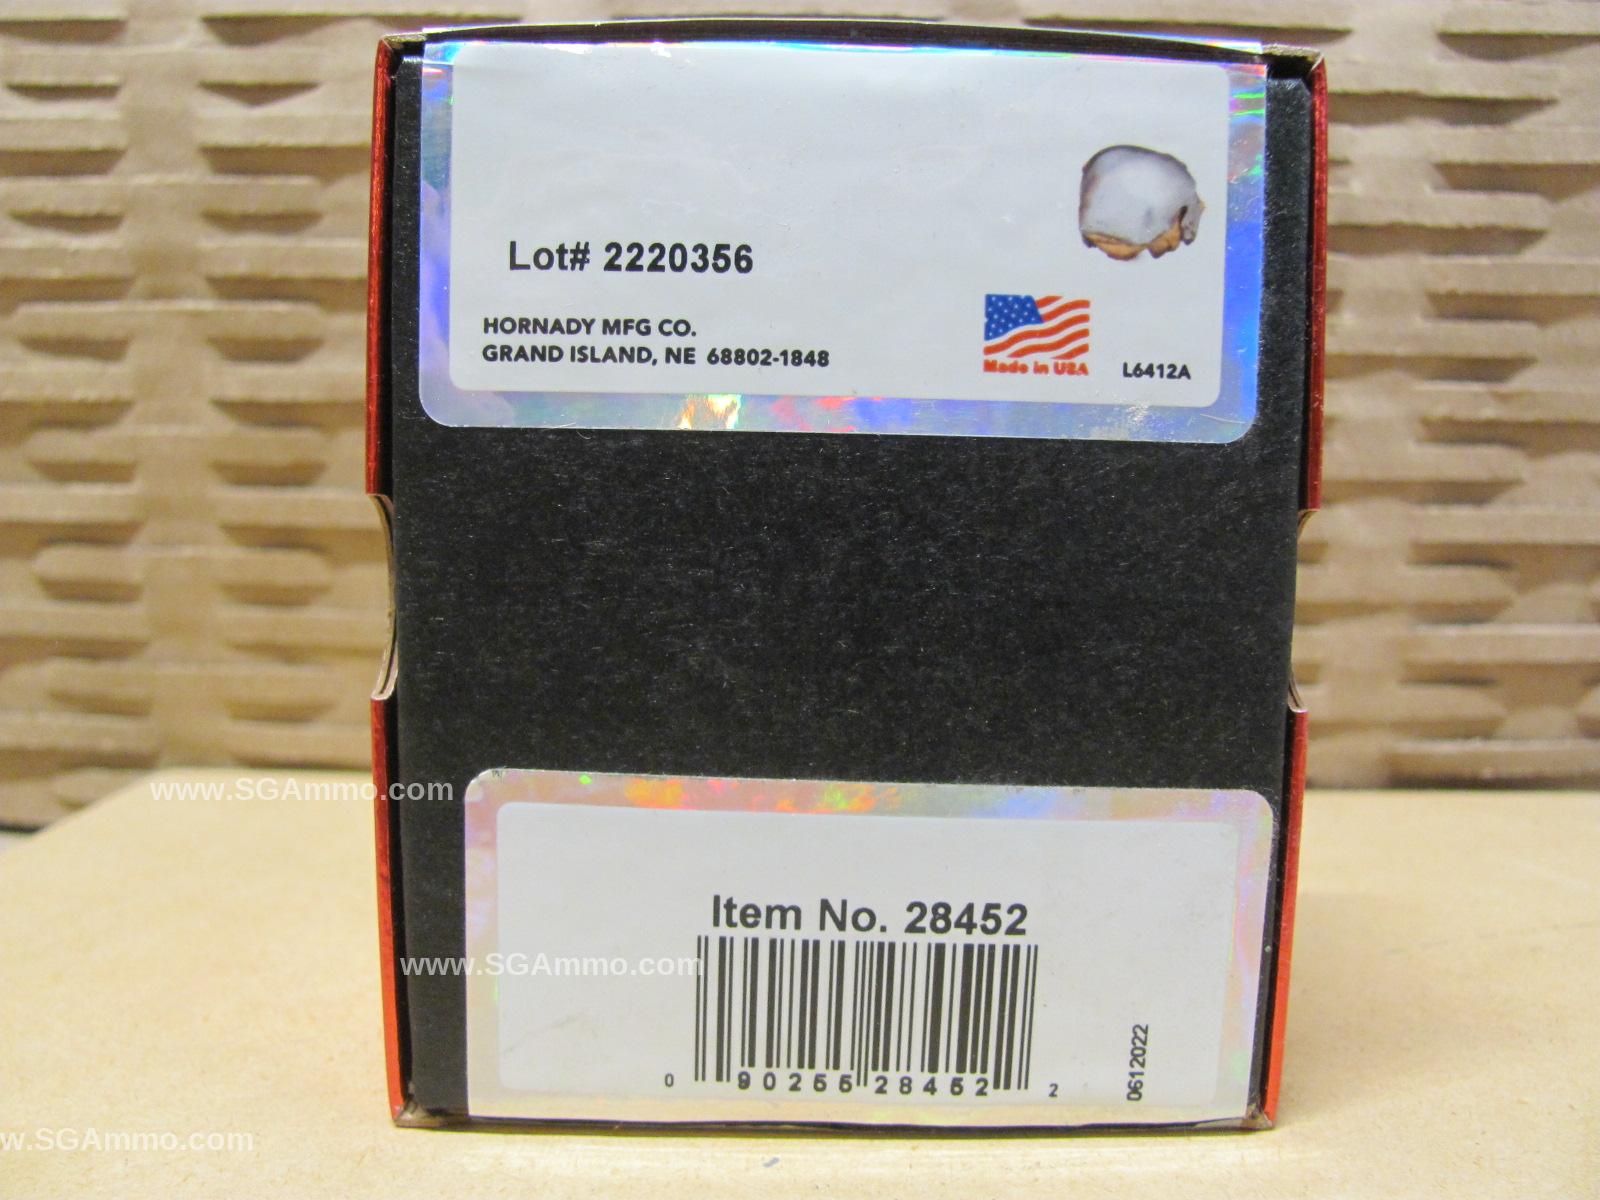 Lot# 2220356
HORNADY MFG CO.
GRAND ISLAND, NE 68802-1848
Made in USA
L6412A
www.SGAmmo.com
Item No. 28452
www.SGAmmo.com
0 90255 28452 2
0612022
w.SGAmmo.com